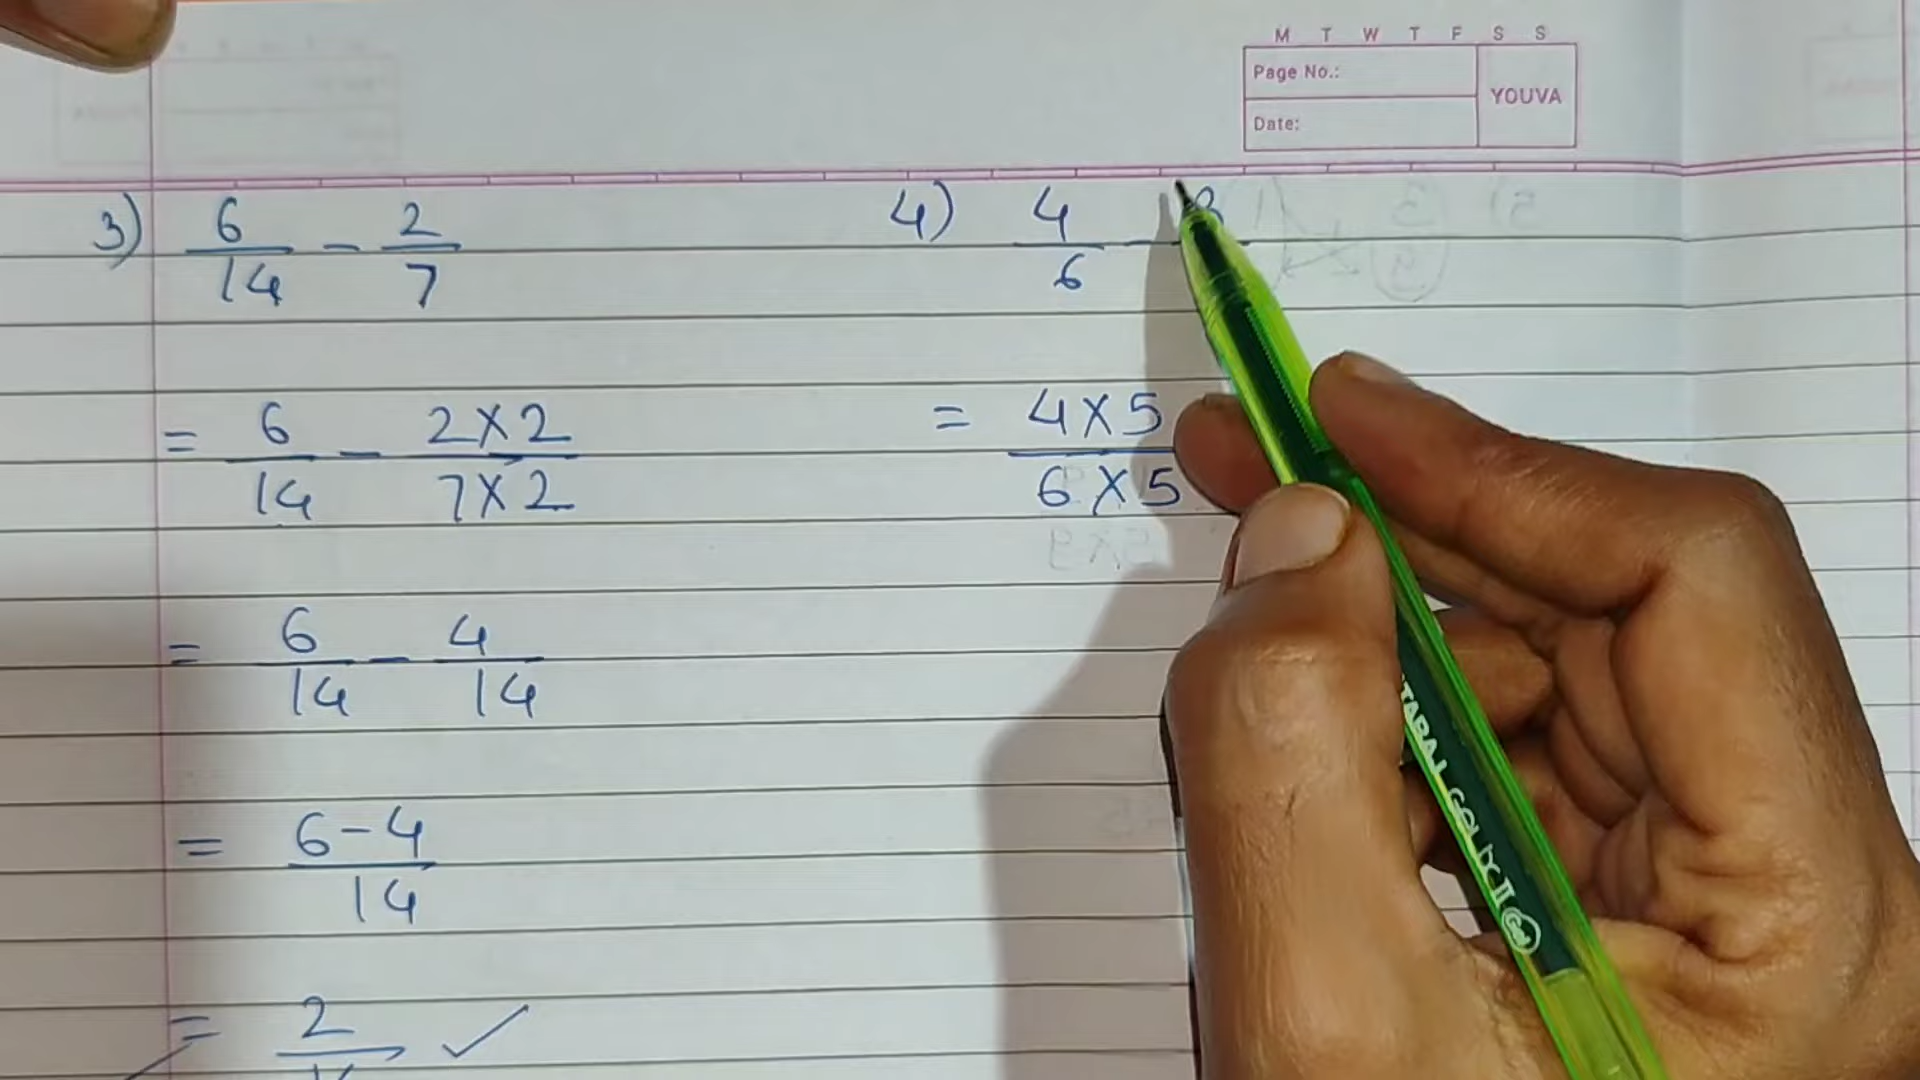 M T W T F S S
Page No.:
YOUVA
Date:
3) 6/14 - 2/7
= 6/14 - 2×2/7×2
= 6/14 - 4/14
= 6-4/14
= 2
4) 4/6 -
= 4×5/6×5